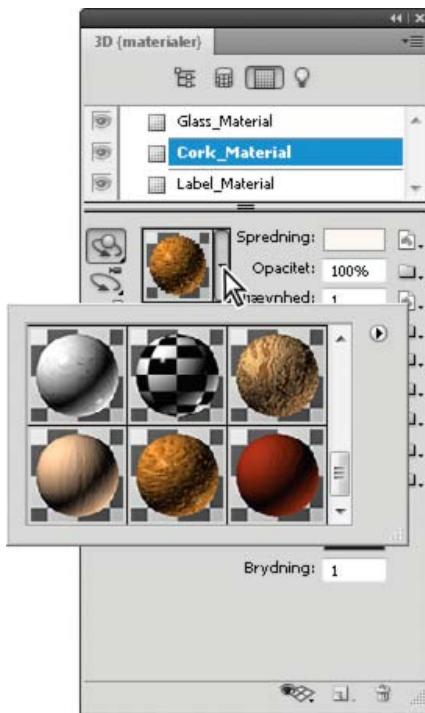 3D {materialer}
Glass_Material
Cork_Material
Label_Material
Spredning:
Opacitet: 100%
1
Brydning: 1